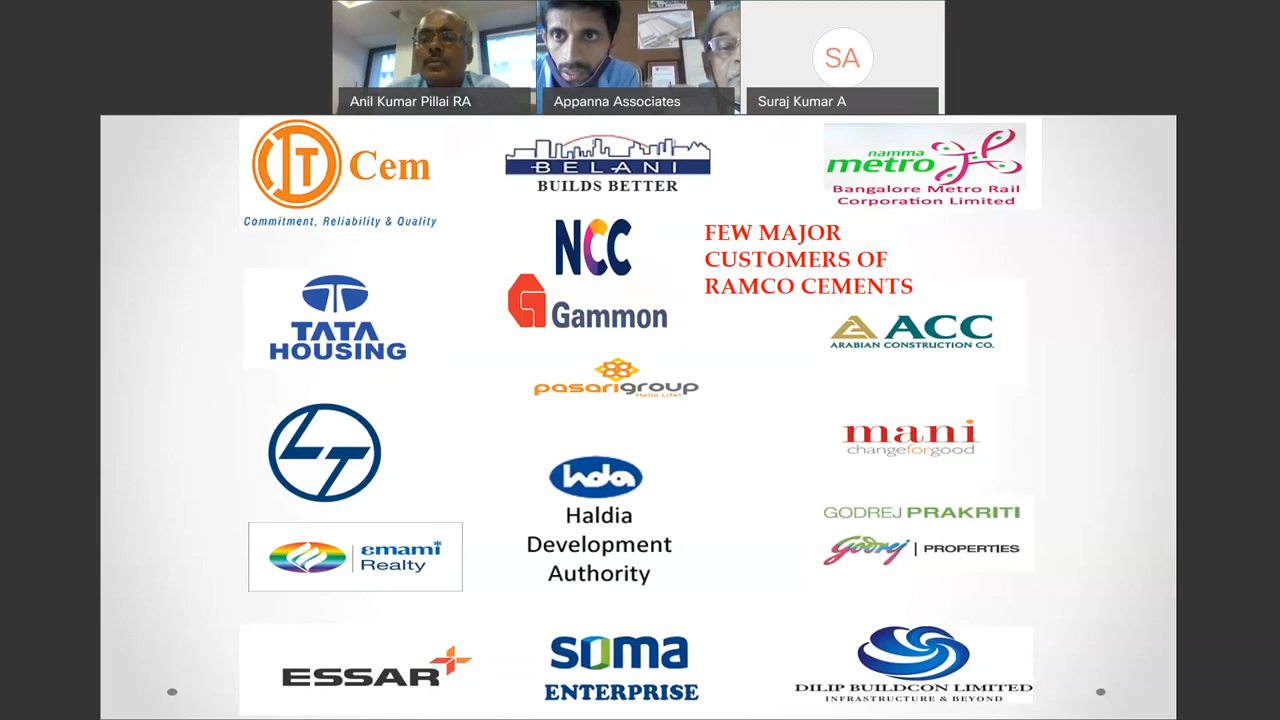 Anil Kumar Pillai RA
Appanna Associates
SA
Suraj Kumar A
Cem
Commitment, Reliability & Quality
BELANI
BUILDS BETTER
namma
metro
Bangalore Metro Rail
Corporation Limited
NCC
FEW MAJOR
CUSTOMERS OF
RAMCO CEMENTS
TATA
HOUSING
Gammon
ACC
ARABIAN CONSTRUCTION CO.
pasarigroup
Hello Life!
LT
mani
changeforgood
hda
Haldia
Development
Authority
GODREJ PRAKRITI
Godrej | PROPERTIES
emami
Realty
ESSAR
SOMA
ENTERPRISE
DILIP BUILDCON LIMITED
INFRASTRUCTURE & BEYOND